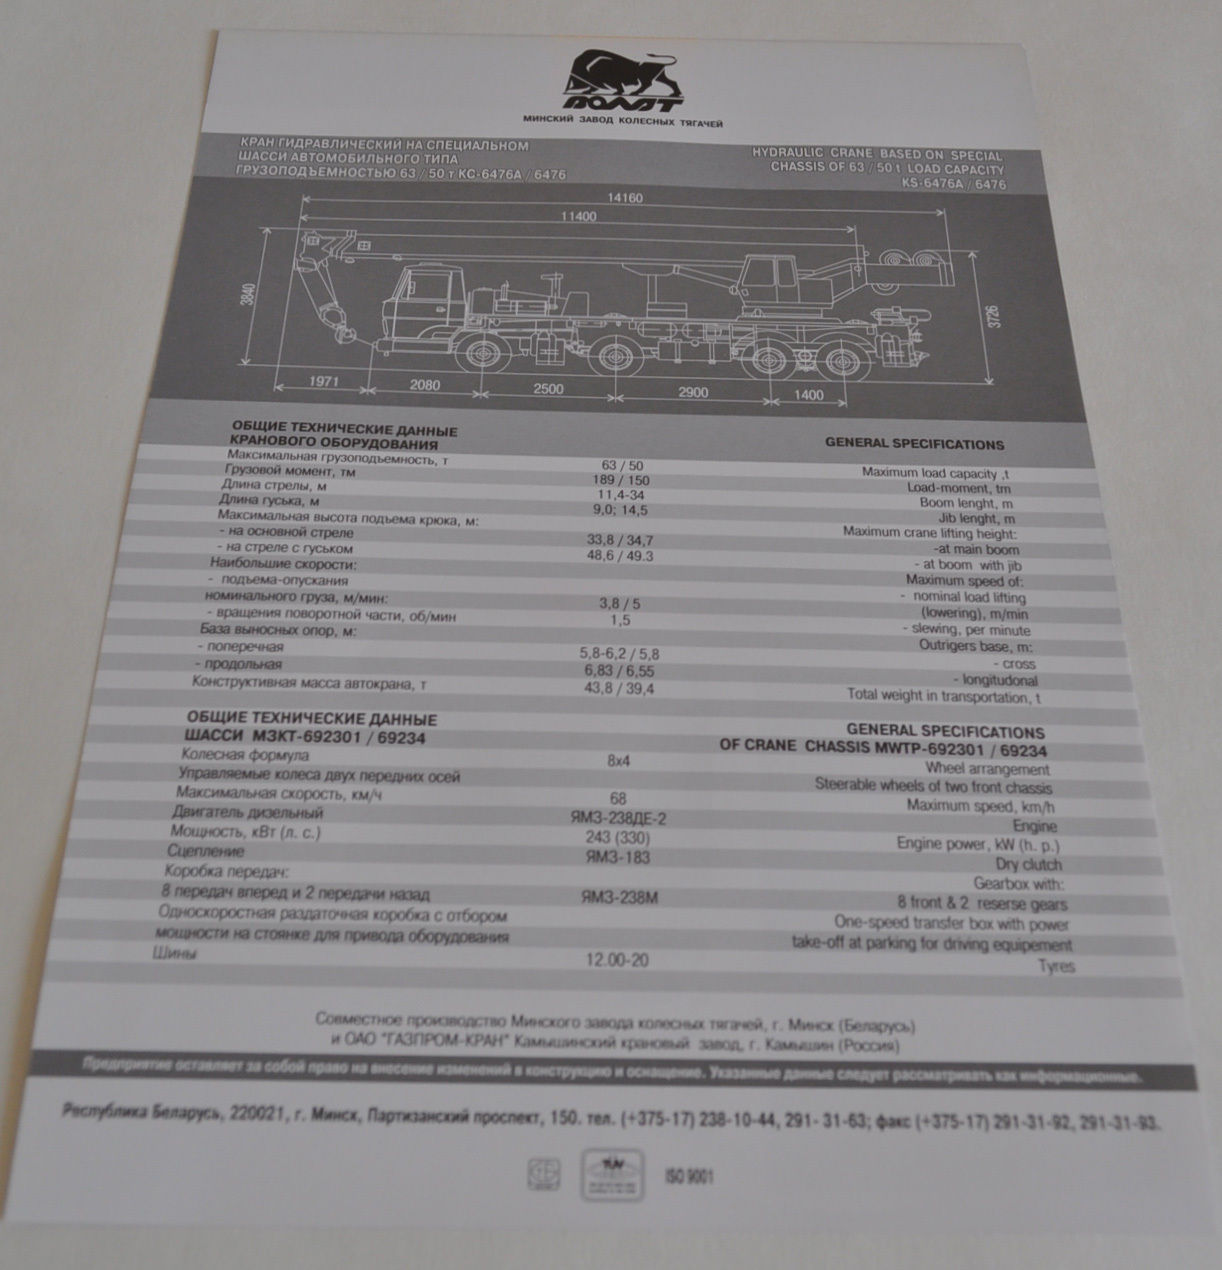 ВОЛАТ
МИНСКИЙ ЗАВОД КОЛЕСНЫХ ТЯГАЧЕЙ
КРАН ГИДРАВЛИЧЕСКИЙ НА СПЕЦИАЛЬНОМ
ШАССИ АВТОМОБИЛЬНОГО ТИПА
ГРУЗОПОДЪЕМНОСТЬЮ 63 / 50 т КС-6476А / 6476
HYDRAULIC CRANE BASED ON SPECIAL
CHASSIS OF 63 / 50 t LOAD CAPACITY
KS-6476A / 6476
14160
11400
3840
3726
1971 2080 2500 2900 1400
ОБЩИЕ ТЕХНИЧЕСКИЕ ДАННЫЕ
КРАНОВОГО ОБОРУДОВАНИЯ GENERAL SPECIFICATIONS
Максимальная грузоподъемность, т 63 / 50 Maximum load capacity ,t
Грузовой момент, тм 189 / 150 Load-moment, tm
Длина стрелы, м 11,4-34 Boom lenght, m
Длина гуська, м 9,0; 14,5 Jib lenght, m
Максимальная высота подъема крюка, м: Maximum crane lifting height:
- на основной стреле 33,8 / 34,7 -at main boom
- на стреле с гуськом 48,6 / 49.3 - at boom with jib
Наибольшие скорости: Maximum speed of:
- подъема-опускания - nominal load lifting
номинального груза, м/мин: 3,8 / 5 (lowering), m/min
- вращения поворотной части, об/мин 1,5 - slewing, per minute
База выносных опор, м: Outrigers base, m:
- поперечная 5,8-6,2 / 5,8 - cross
- продольная 6,83 / 6,55 - longitudonal
Конструктивная масса автокрана, т 43,8 / 39,4 Total weight in transportation, t
ОБЩИЕ ТЕХНИЧЕСКИЕ ДАННЫЕ GENERAL SPECIFICATIONS
ШАССИ МЗКТ-692301 / 69234 OF CRANE CHASSIS MWTP-692301 / 69234
Колесная формула 8x4 Wheel arrangement
Управляемые колеса двух передних осей Steerable wheels of two front chassis
Максимальная скорость, км/ч 68 Maximum speed, km/h
Двигатель дизельный ЯМЗ-238ДЕ-2 Engine
Мощность, кВт (л. с.) 243 (330) Engine power, kW (h. p.)
Сцепление ЯМЗ-183 Dry clutch
Коробка передач: Gearbox with:
8 передач вперед и 2 передачи назад ЯМЗ-238М 8 front & 2 reserse gears
Односкоростная раздаточная коробка с отбором One-speed transfer box with power
мощности на стоянке для привода оборудования take-off at parking for driving equipement
Шины 12.00-20 Tyres
Совместное производство Минского завода колесных тягачей, г. Минск (Беларусь)
и ОАО "ГАЗПРОМ-КРАН" Камышинский крановый завод, г. Камышин (Россия)
Предприятие оставляет за собой право на внесение изменений в конструкцию и оснащение. Указанные данные следует рассматривать как информационные.
Республика Беларусь, 220021, г. Минск, Партизанский проспект, 150. тел. (+375-17) 238-10-44, 291- 31-63; факс (+375-17) 291-31-92, 291-31-93.
TÜV
ISO 9001